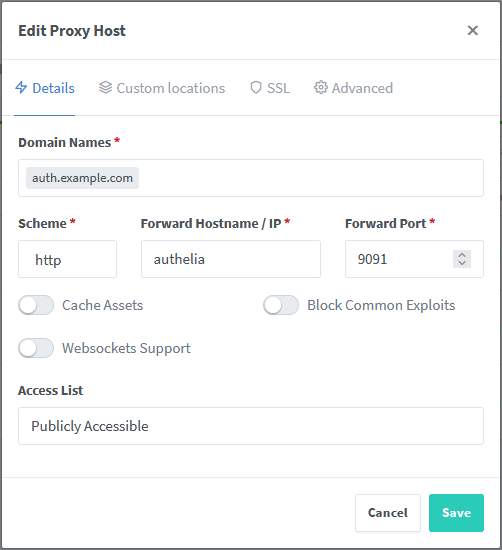 Edit Proxy Host
Details Custom locations SSL Advanced
Domain Names *
auth.example.com
Scheme * Forward Hostname / IP * Forward Port *
http authelia 9091
Cache Assets Block Common Exploits
Websockets Support
Access List
Publicly Accessible
Cancel Save